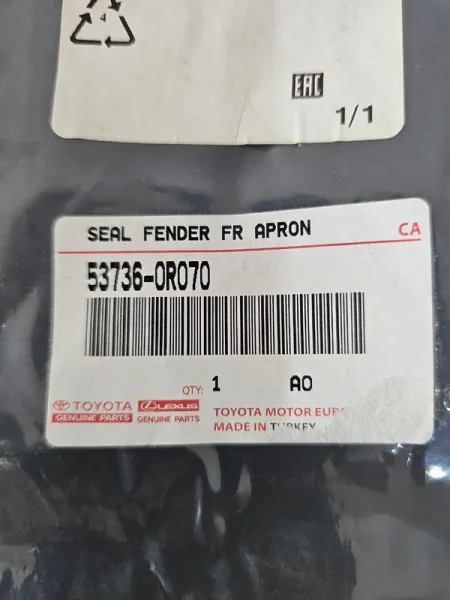 4
EAC
1/1
SEAL FENDER FR APRON CA
53736-0R070
QTY: 1 A0
TOYOTA LEXUS TOYOTA MOTOR
GENUINE PARTS GENUINE PARTS MADE IN TURKEY